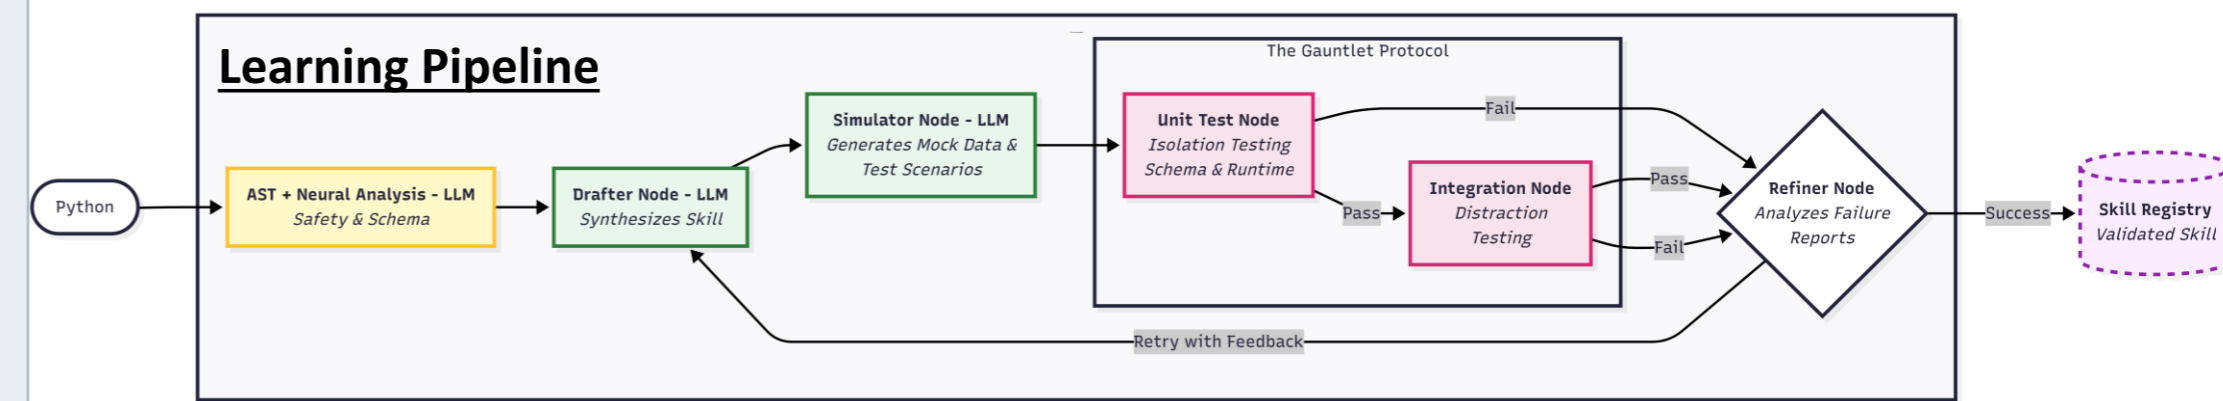 Learning Pipeline
The Gauntlet Protocol
Python
AST + Neural Analysis - LLM
Safety & Schema
Drafter Node - LLM
Synthesizes Skill
Simulator Node - LLM
Generates Mock Data &
Test Scenarios
Unit Test Node
Isolation Testing
Schema & Runtime
Fail
Pass
Integration Node
Distraction
Testing
Pass
Fail
Refiner Node
Analyzes Failure
Reports
Retry with Feedback
Success
Skill Registry
Validated Skill